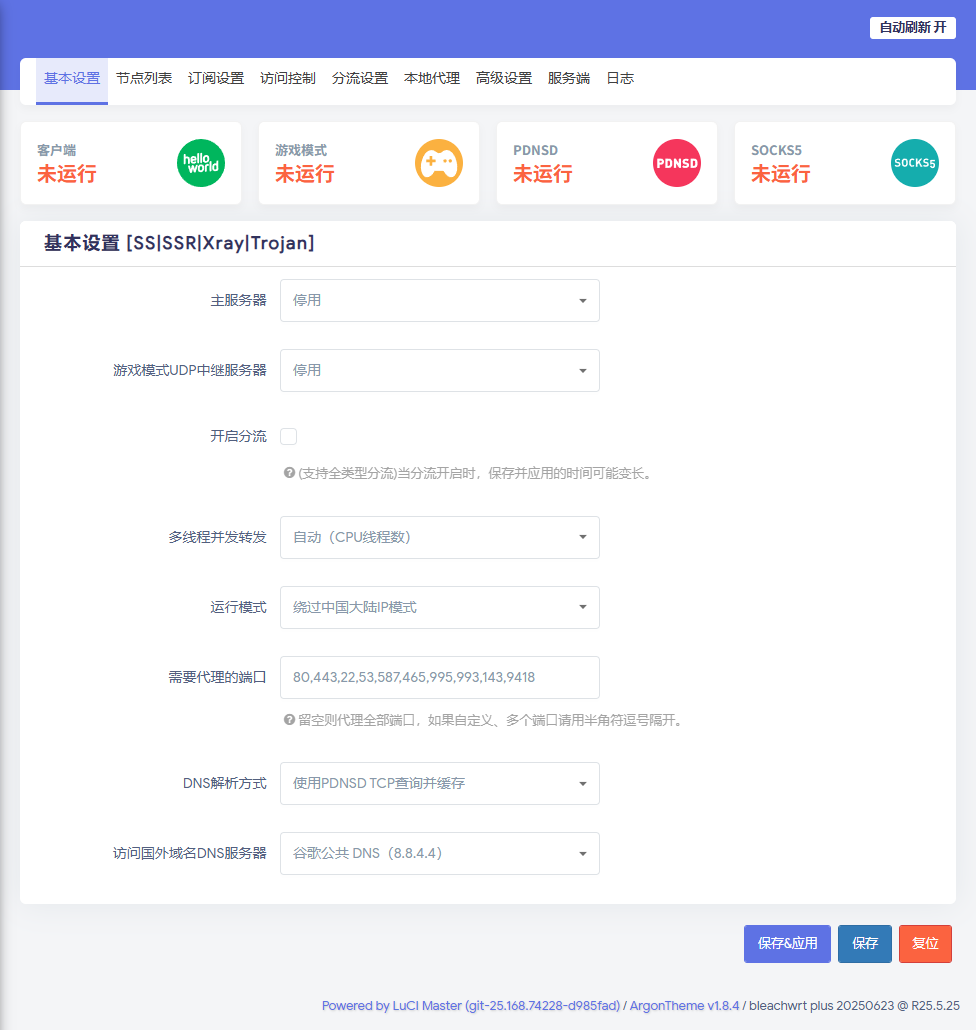 自动刷新 开
基本设置 节点列表 订阅设置 访问控制 分流设置 本地代理 高级设置 服务端 日志
客户端
未运行
hello world
游戏模式
未运行
PDNSD
未运行
PDNSD
SOCKS5
未运行
SOCKS5
基本设置 [SS|SSR|Xray|Trojan]
主服务器 停用
游戏模式UDP中继服务器 停用
开启分流
(支持全类型分流)当分流开启时，保存并应用的时间可能变长。
多线程并发转发 自动（CPU线程数）
运行模式 绕过中国大陆IP模式
需要代理的端口 80,443,22,53,587,465,995,993,143,9418
留空则代理全部端口，如果自定义、多个端口请用半角符逗号隔开。
DNS解析方式 使用PDNSD TCP查询并缓存
访问国外域名DNS服务器 谷歌公共 DNS（8.8.4.4）
保存&应用 保存 复位
Powered by LuCI Master (git-25.168.74228-d985fad) / ArgonTheme v1.8.4 / bleachwrt plus 20250623 @ R25.5.25